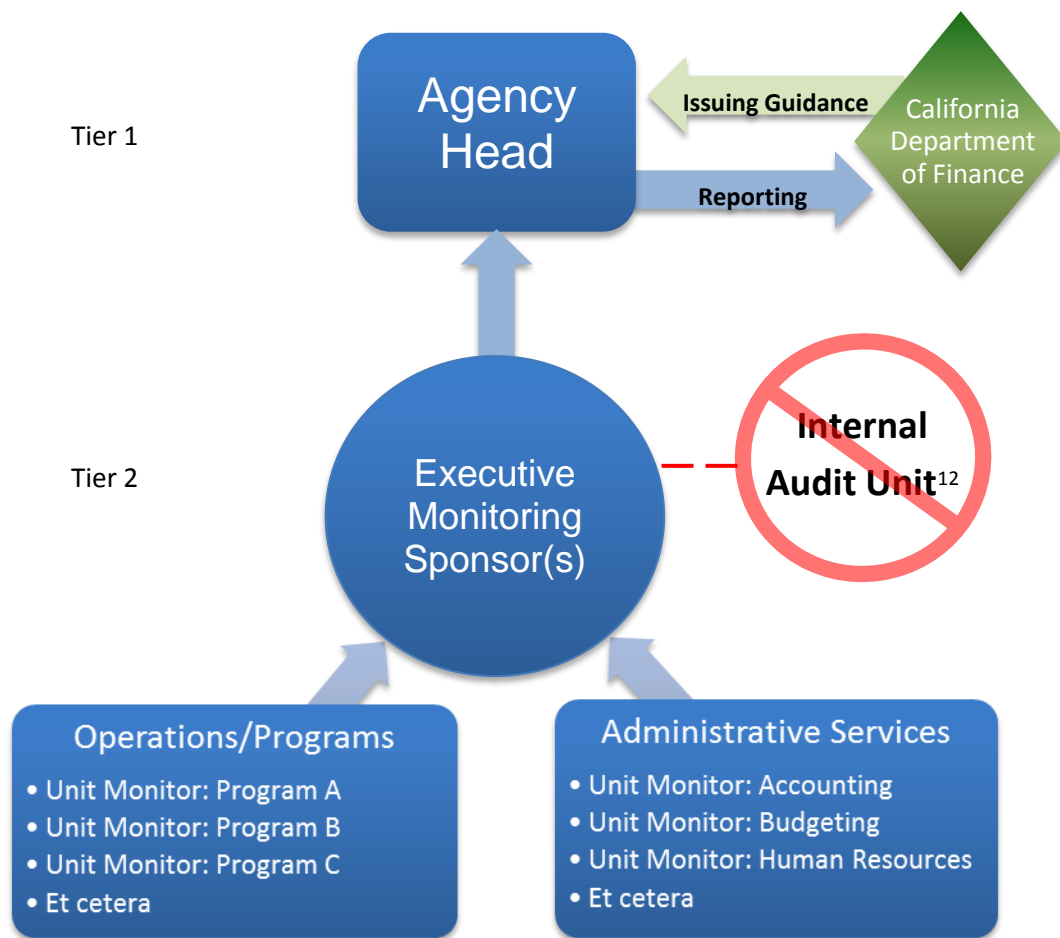 Tier 1
Agency
Head
Issuing Guidance
Reporting
California
Department
of Finance
Tier 2
Executive
Monitoring
Sponsor(s)
Internal
Audit Unit12
Operations/Programs
• Unit Monitor: Program A
• Unit Monitor: Program B
• Unit Monitor: Program C
• Et cetera
Administrative Services
• Unit Monitor: Accounting
• Unit Monitor: Budgeting
• Unit Monitor: Human Resources
• Et cetera